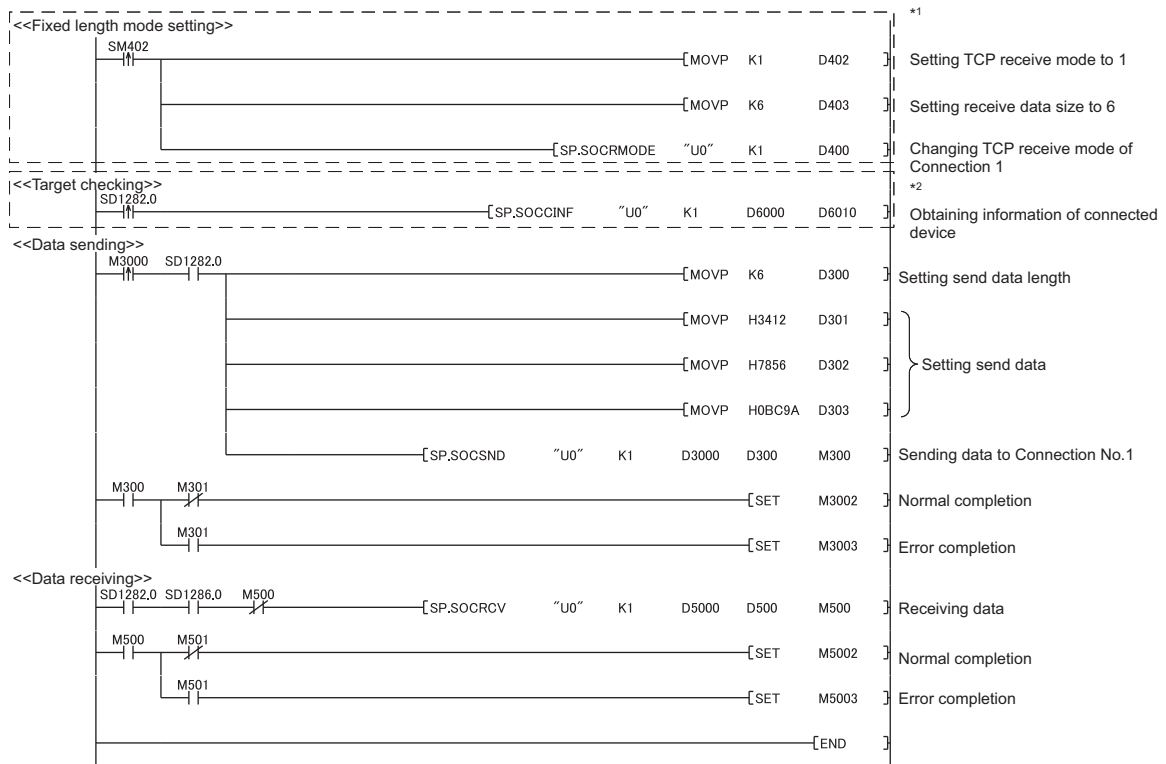 *1
<<Fixed length mode setting>>
SM402
MOVP K1 D402 Setting TCP receive mode to 1
MOVP K6 D403 Setting receive data size to 6
SP.SOCRMODE "U0" K1 D400 Changing TCP receive mode of
Connection 1
<<Target checking>>
*2
SD1282.0
SP.SOCCINF "U0" K1 D6000 D6010 Obtaining information of connected
device
<<Data sending>>
M3000 SD1282.0
MOVP K6 D300 Setting send data length
MOVP H3412 D301
MOVP H7856 D302 Setting send data
MOVP H0BC9A D303
SP.SOCSND "U0" K1 D3000 D300 M300 Sending data to Connection No.1
M300 M301
SET M3002 Normal completion
M301
SET M3003 Error completion
<<Data receiving>>
SD1282.0 SD1286.0 M500
SP.SOCRCV "U0" K1 D5000 D500 M500 Receiving data
M500 M501
SET M5002 Normal completion
M501
SET M5003 Error completion
END